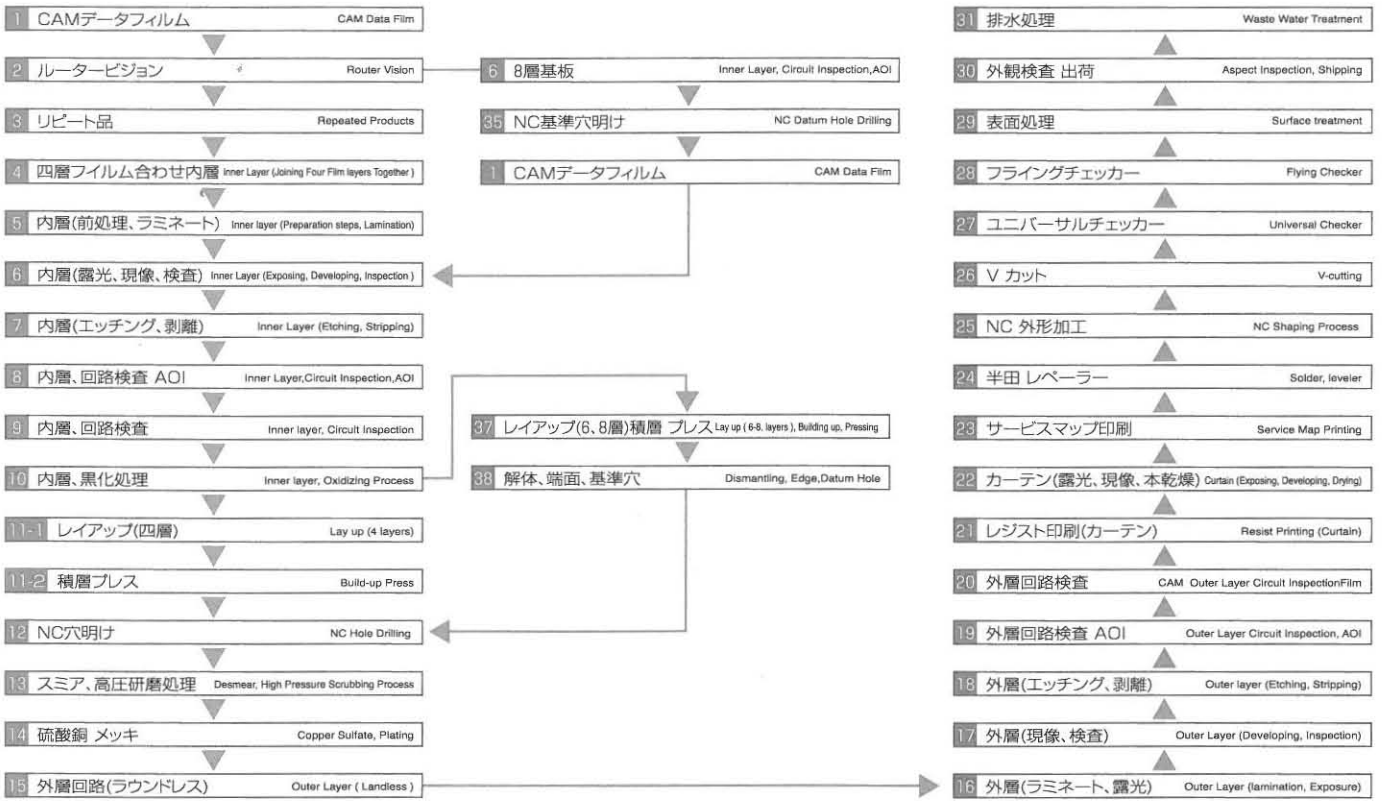 1 CAMデータフィルム CAM Data Film
2 ルータービジョン Router Vision
3 リピート品 Repeated Products
4 四層フイルム合わせ内層 Inner Layer (Joining Four Film layers Together )
5 内層(前処理、ラミネート) Inner layer (Preparation steps, Lamination)
6 内層(露光、現像、検査) Inner Layer (Exposing, Developing, Inspection )
7 内層(エッチング、剥離) Inner Layer (Etching, Stripping)
8 内層、回路検査 AOI Inner Layer,Circuit Inspection,AOI
9 内層、回路検査 Inner layer, Circuit Inspection
10 内層、黒化処理 Inner layer, Oxidizing Process
11-1 レイアップ(四層) Lay up (4 layers)
11-2 積層プレス Build-up Press
12 NC穴明け NC Hole Drilling
13 スミア、高圧研磨処理 Desmear, High Pressure Scrubbing Process
14 硫酸銅 メッキ Copper Sulfate, Plating
15 外層回路(ラウンドレス) Outer Layer ( Landless )
6 8層基板 Inner Layer, Circuit Inspection,AOI
35 NC基準穴明け NC Datum Hole Drilling
1 CAMデータフィルム CAM Data Film
37 レイアップ(6、8層)積層 プレス Lay up ( 6-8. layers ), Building up, Pressing
38 解体、端面、基準穴 Dismantling, Edge,Datum Hole
31 排水処理 Waste Water Treatment
30 外観検査 出荷 Aspect Inspection, Shipping
29 表面処理 Surface treatment
28 フライングチェッカー Flying Checker
27 ユニバーサルチェッカー Universal Checker
26 V カット V-cutting
25 NC 外形加工 NC Shaping Process
24 半田 レベーラー Solder, leveler
23 サービスマップ印刷 Service Map Printing
22 カーテン(露光、現像、本乾燥) Curtain (Exposing, Developing, Drying)
21 レジスト印刷(カーテン) Resist Printing (Curtain)
20 外層回路検査 CAM Outer Layer Circuit InspectionFilm
19 外層回路検査 AOI Outer Layer Circuit Inspection, AOI
18 外層(エッチング、剥離) Outer layer (Etching, Stripping)
17 外層(現像、検査) Outer Layer (Developing, Inspection)
16 外層(ラミネート、露光) Outer Layer (lamination, Exposure)